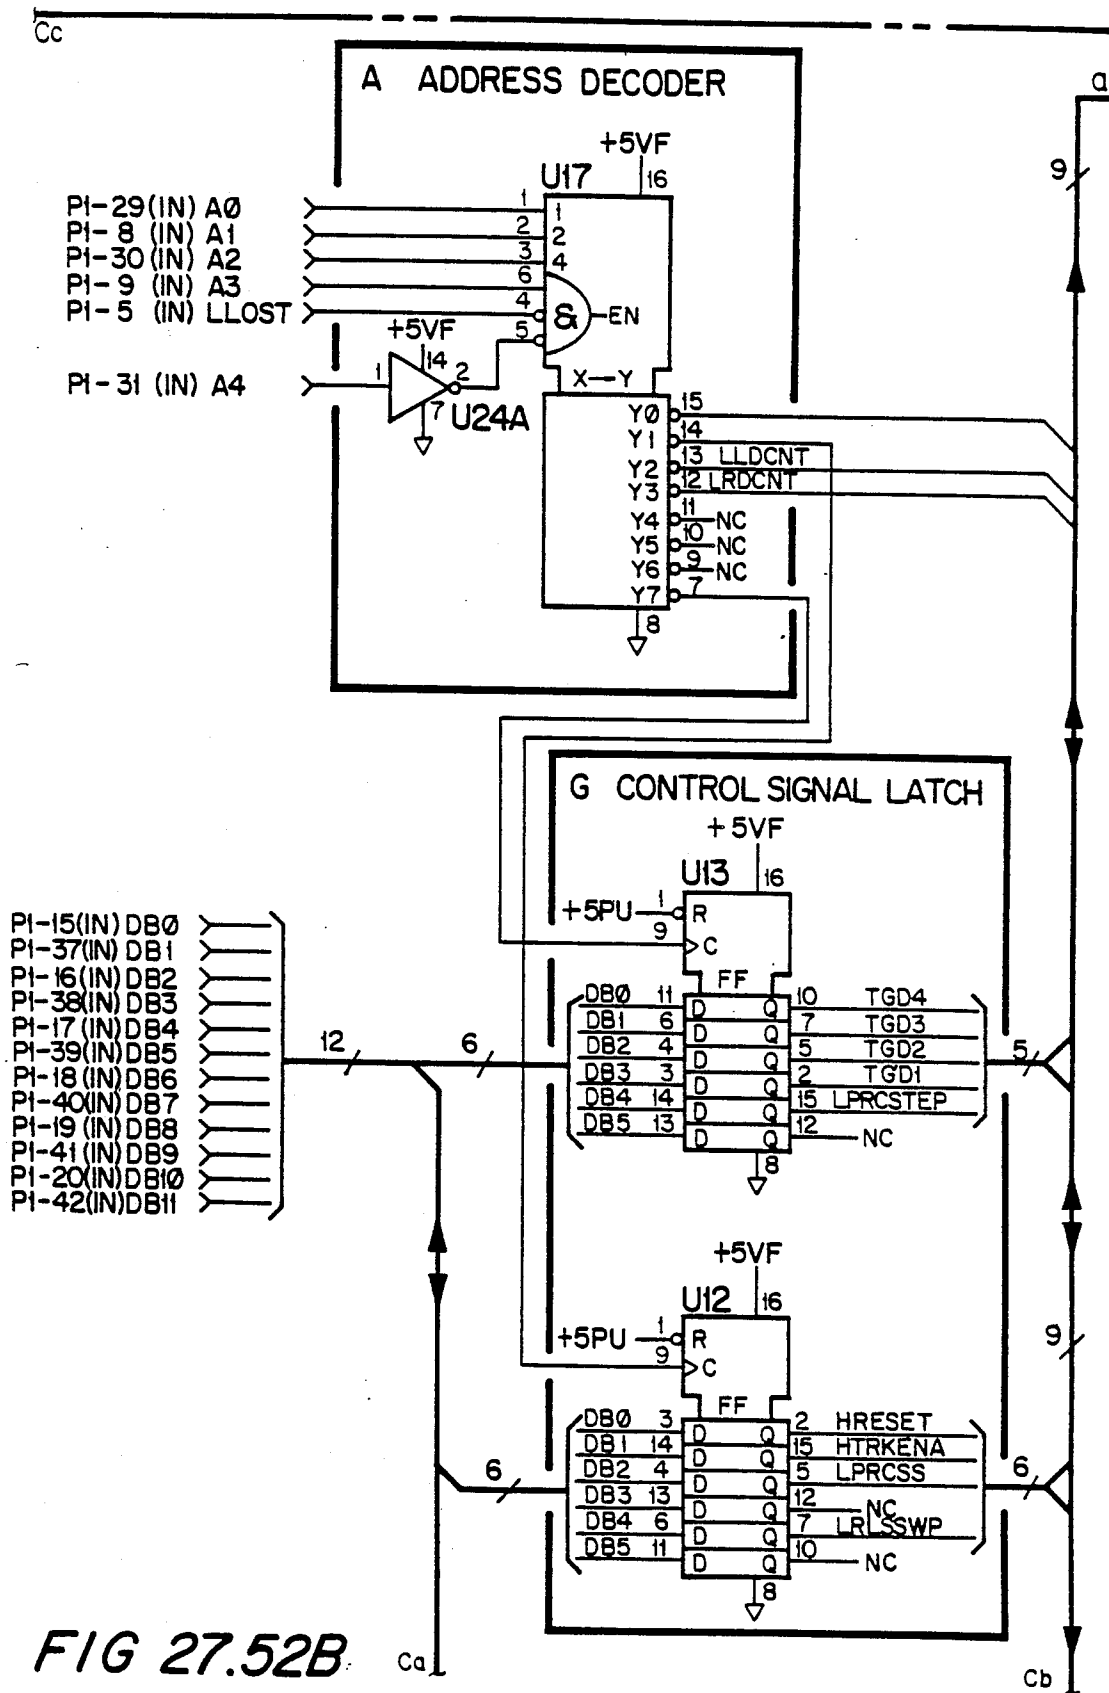 Cc
a
A ADDRESS DECODER
+5VF
U17
16
9
P1-29(IN) AØ 1 1
P1-8 (IN) A1 2 2
P1-30(IN) A2 3 4
P1-9 (IN) A3 6
P1-5 (IN) LLOST 4 & EN
+5VF 5
14
P1-31 (IN) A4 1 2 X—Y
7 U24A
YØ 15
Y1 14
Y2 13 LLDCNT
Y3 12 LRDCNT
Y4 11 NC
Y5 10 NC
Y6 9 NC
Y7 7
8
G CONTROL SIGNAL LATCH
+5VF
U13
16
+5PU 1 R
9 C
FF
P1-15(IN) DBØ
P1-37(IN) DB1
P1-16(IN) DB2
P1-38(IN) DB3
P1-17(IN) DB4
P1-39(IN) DB5
P1-18(IN) DB6
P1-40(IN) DB7
P1-19(IN) DB8
P1-41(IN) DB9
P1-20(IN) DB1Ø
P1-42(IN) DB11
12
6
DBØ 11 D Q 10 TGD4
DB1 6 D Q 7 TGD3
DB2 4 D Q 5 TGD2
DB3 3 D Q 2 TGD1
DB4 14 D Q 15 LPRCSTEP
DB5 13 D Q 12 NC
5
8
+5VF
U12
16
+5PU 1 R
9 C
9
FF
DBØ 3 D Q 2 HRESET
DB1 14 D Q 15 HTRKENA
DB2 4 D Q 5 LPRCSS
DB3 13 D Q 12 NC
DB4 6 D Q 7 LRLSSWP
DB5 11 D Q 10 NC
6
6
8
FIG 27.52B
Ca
Cb